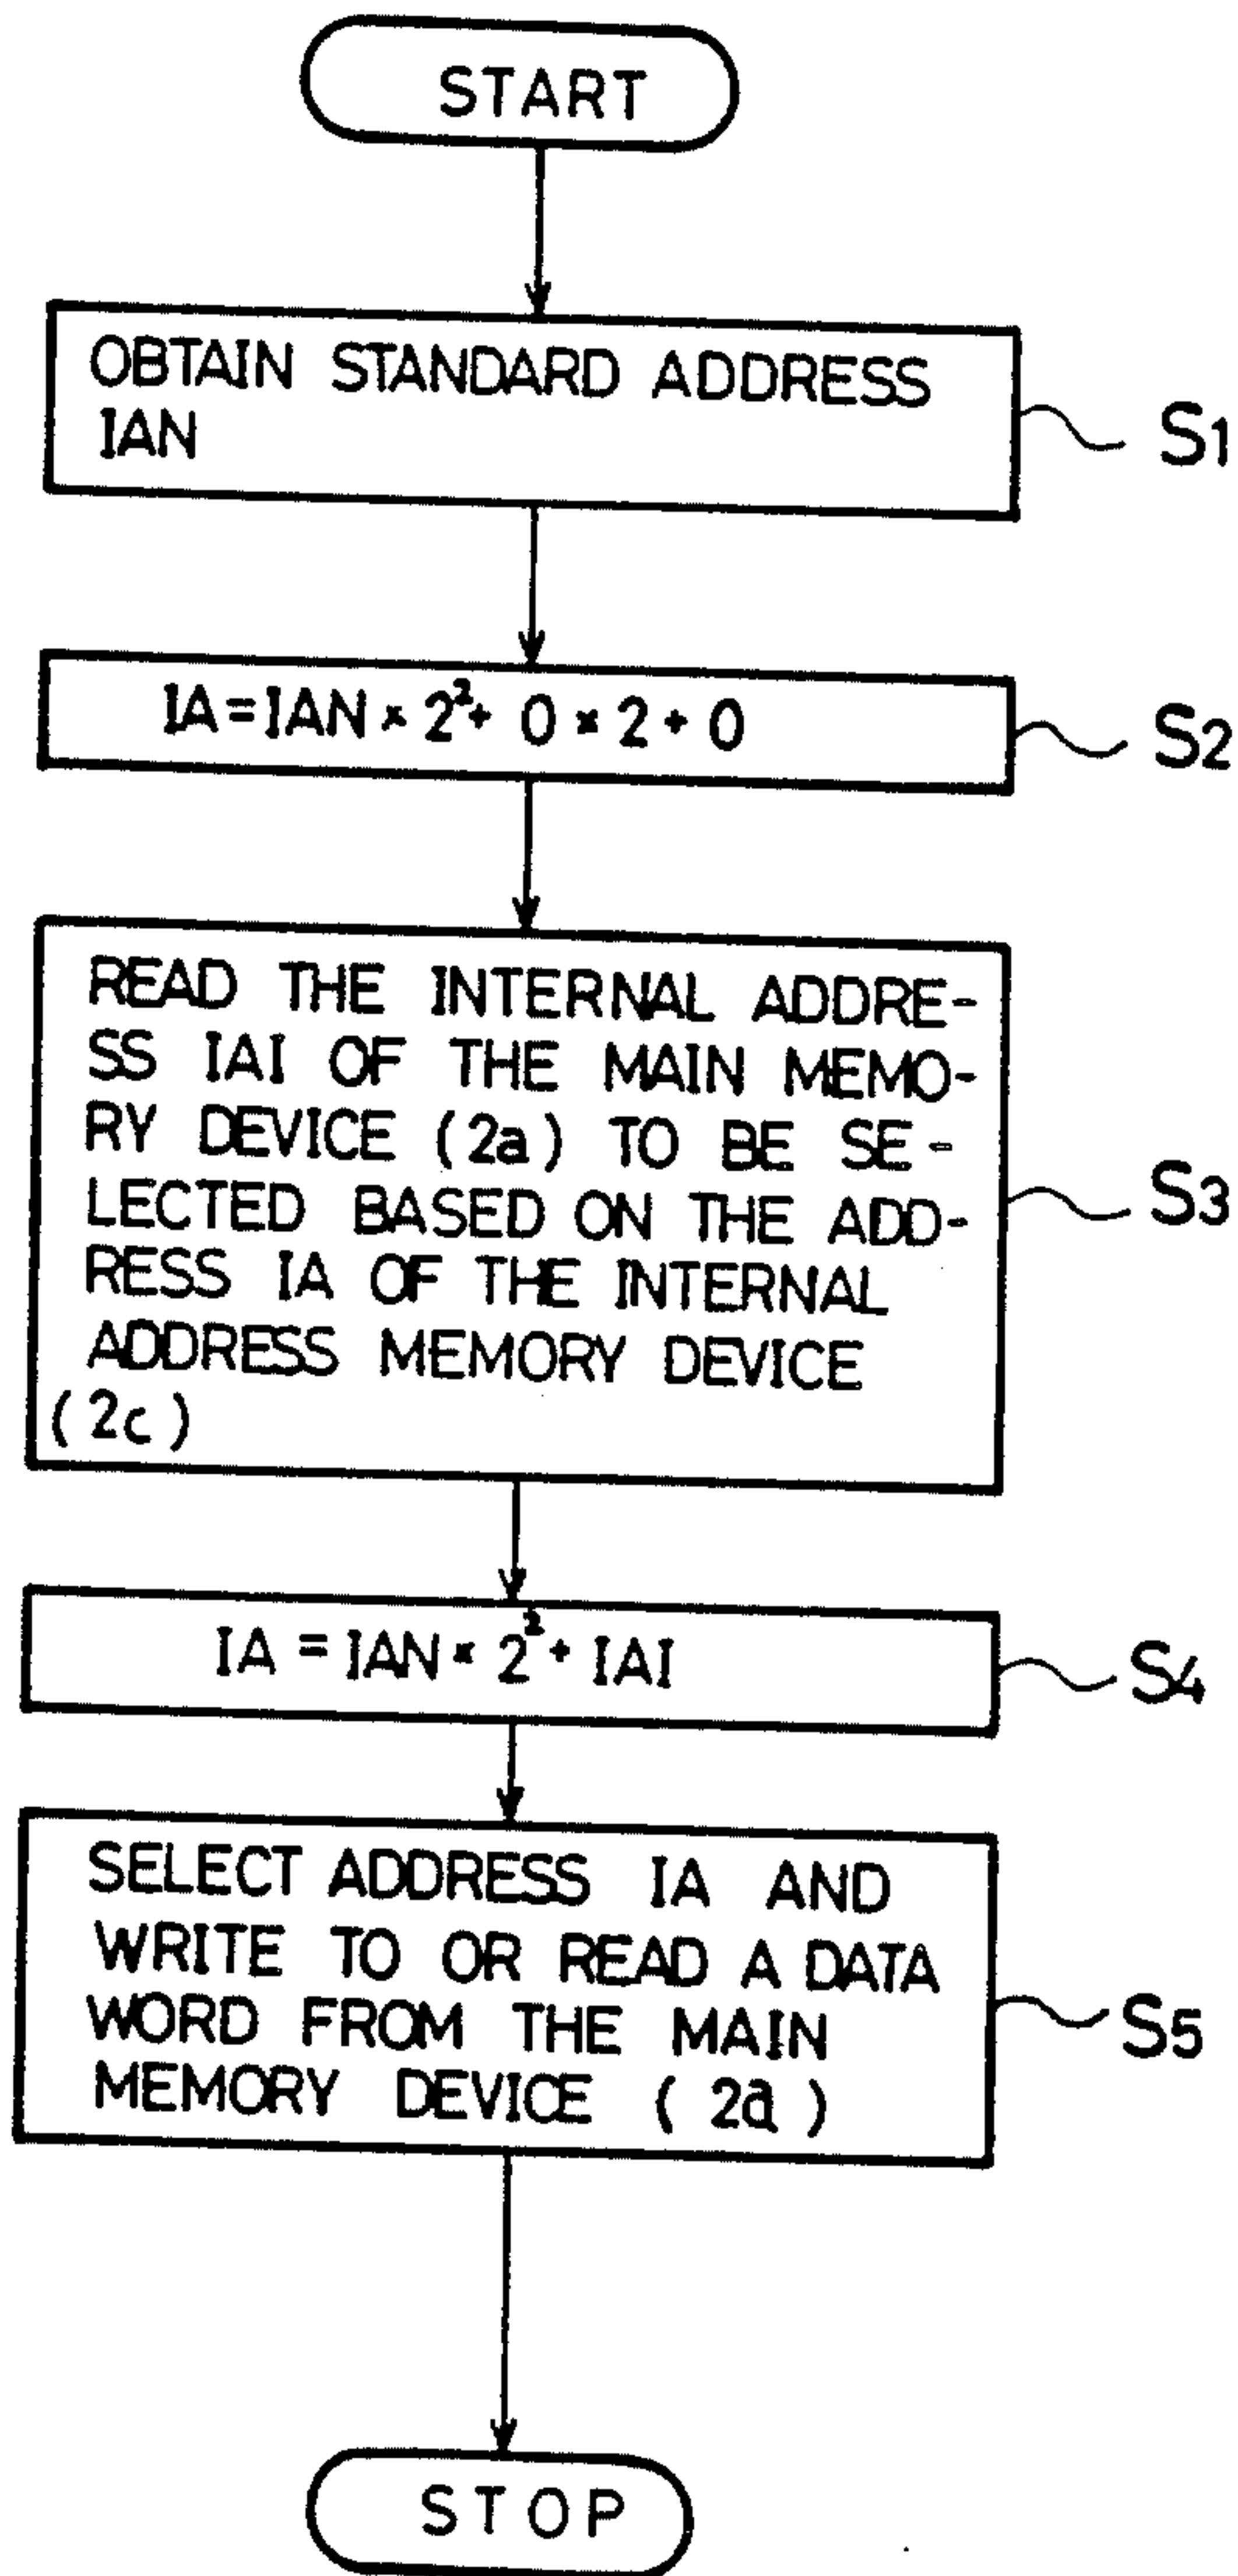 START
OBTAIN STANDARD ADDRESS
IAN
S1
IA = IAN × 2² + 0 × 2 + 0
S2
READ THE INTERNAL ADDRE-
SS IAI OF THE MAIN MEMO-
RY DEVICE (2a) TO BE SE-
LECTED BASED ON THE ADD-
RESS IA OF THE INTERNAL
ADDRESS MEMORY DEVICE
(2c)
S3
IA = IAN × 2² + IAI
S4
SELECT ADDRESS IA AND
WRITE TO OR READ A DATA
WORD FROM THE MAIN
MEMORY DEVICE (2a)
S5
STOP